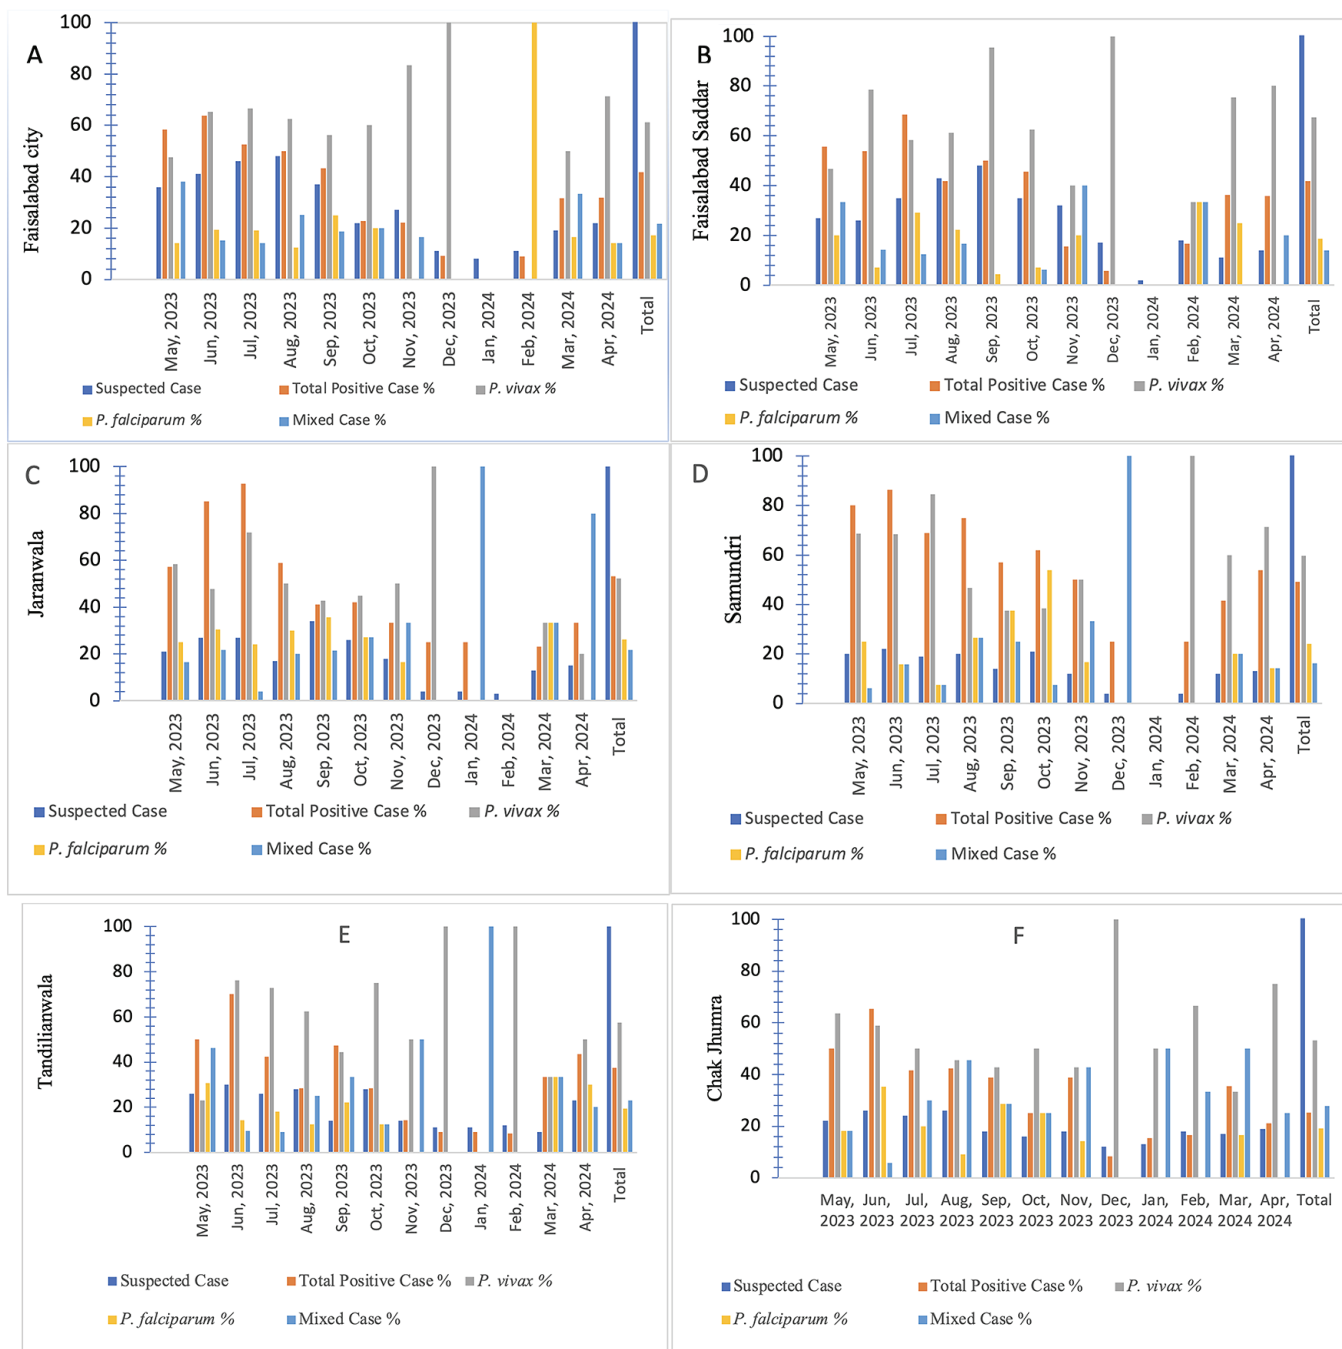 A
Faisalabad city
100
80
60
40
20
0
May, 2023
Jun, 2023
Jul, 2023
Aug, 2023
Sep, 2023
Oct, 2023
Nov, 2023
Dec, 2023
Jan, 2024
Feb, 2024
Mar, 2024
Apr, 2024
Total
Suspected Case
Total Positive Case %
P. vivax %
P. falciparum %
Mixed Case %
B
Faisalabad Saddar
100
80
60
40
20
0
May, 2023
Jun, 2023
Jul, 2023
Aug, 2023
Sep, 2023
Oct, 2023
Nov, 2023
Dec, 2023
Jan, 2024
Feb, 2024
Mar, 2024
Apr, 2024
Total
Suspected Case
Total Positive Case %
P. vivax %
P. falciparum %
Mixed Case %
C
Jaranwala
100
80
60
40
20
0
May, 2023
Jun, 2023
Jul, 2023
Aug, 2023
Sep, 2023
Oct, 2023
Nov, 2023
Dec, 2023
Jan, 2024
Feb, 2024
Mar, 2024
Apr, 2024
Total
Suspected Case
Total Positive Case %
P. vivax %
P. falciparum %
Mixed Case %
D
Samundri
100
80
60
40
20
0
May, 2023
Jun, 2023
Jul, 2023
Aug, 2023
Sep, 2023
Oct, 2023
Nov, 2023
Dec, 2023
Jan, 2024
Feb, 2024
Mar, 2024
Apr, 2024
Total
Suspected Case
Total Positive Case %
P. vivax %
P. falciparum %
Mixed Case %
E
Tandilianwala
100
80
60
40
20
0
May, 2023
Jun, 2023
Jul, 2023
Aug, 2023
Sep, 2023
Oct, 2023
Nov, 2023
Dec, 2023
Jan, 2024
Feb, 2024
Mar, 2024
Apr, 2024
Total
Suspected Case
Total Positive Case %
P. vivax %
P. falciparum %
Mixed Case %
F
Chak Jhumra
100
80
60
40
20
0
May, Jun, Jul, Aug, Sep, Oct, Nov, Dec, Jan, Feb, Mar, Apr, Total
2023 2023 2023 2023 2023 2023 2023 2023 2024 2024 2024 2024
Suspected Case
Total Positive Case %
P. vivax %
P. falciparum %
Mixed Case %